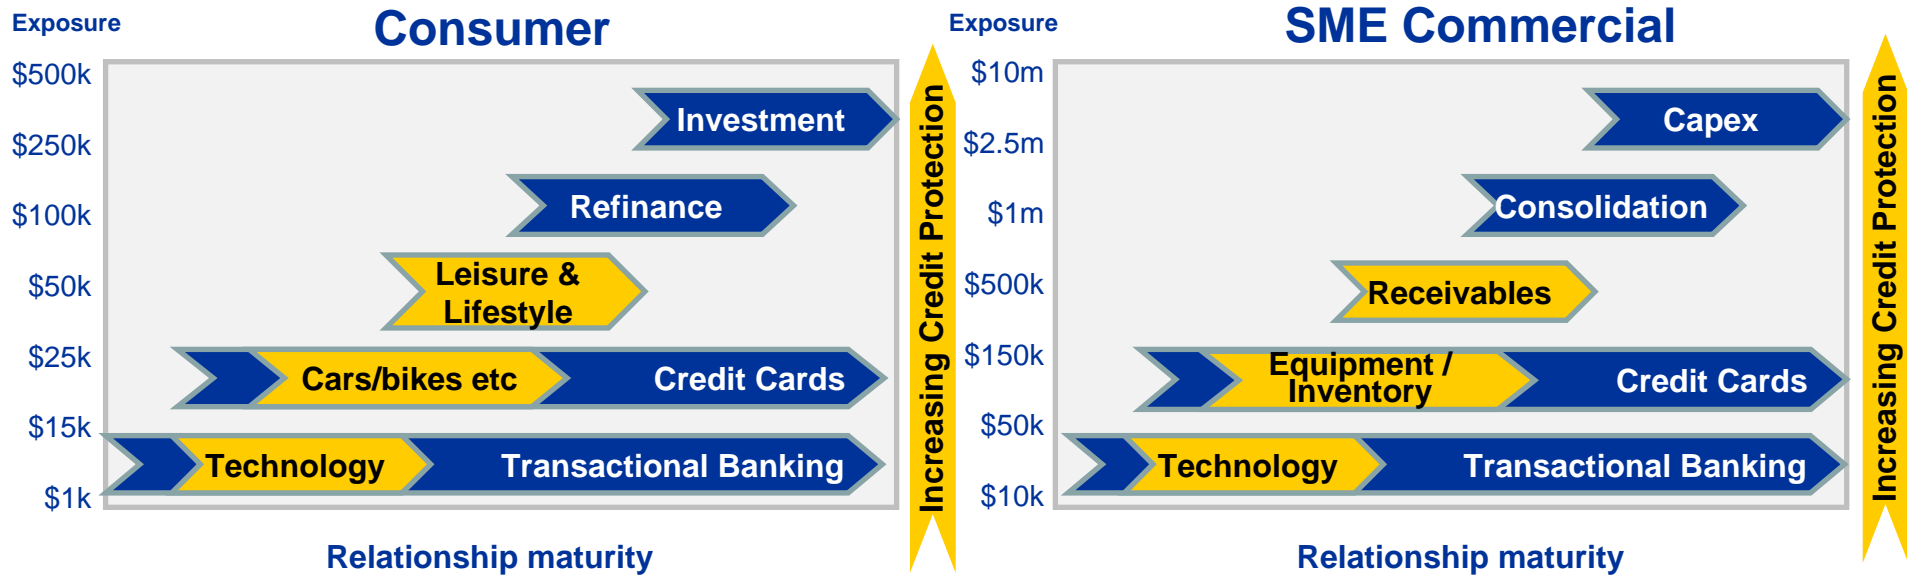 Exposure
Consumer
$500k
$250k
$100k
$50k
$25k
$15k
$1k
Investment
Refinance
Leisure &
Lifestyle
Cars/bikes etc
Credit Cards
Technology
Transactional Banking
Relationship maturity
Increasing Credit Protection
Exposure
SME Commercial
$10m
$2.5m
$1m
$500k
$150k
$50k
$10k
Capex
Consolidation
Receivables
Equipment /
Inventory
Credit Cards
Technology
Transactional Banking
Relationship maturity
Increasing Credit Protection